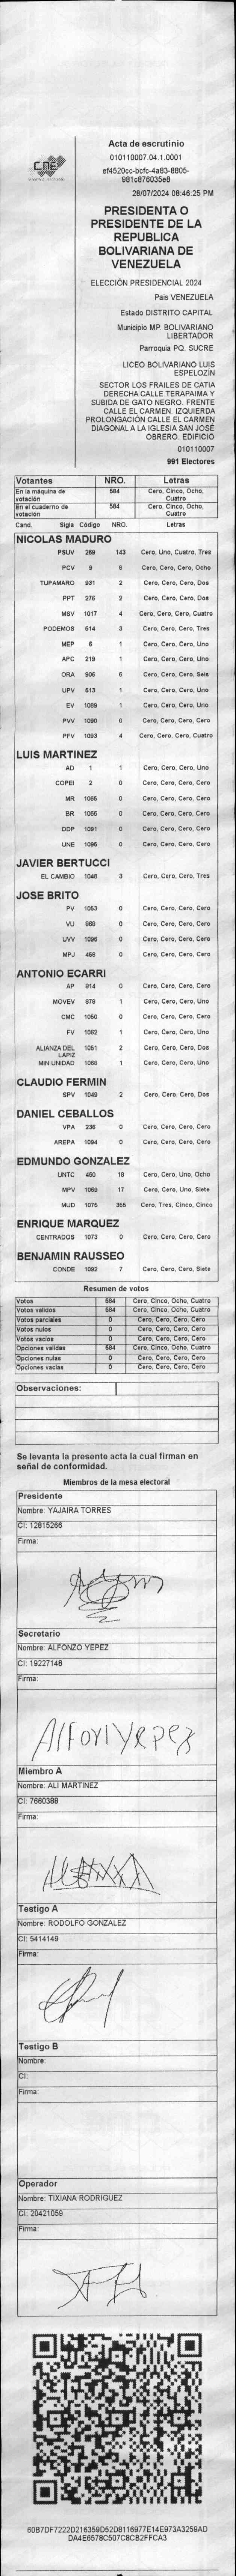 Acta de escrutinio
010110007.04.1.0001
ef4520cc-bcfc-4a83-8805-
981c876035e8
28/07/2024 08:46:25 PM
CNE
PRESIDENTA O
PRESIDENTE DE LA
REPUBLICA
BOLIVARIANA DE
VENEZUELA
ELECCIÓN PRESIDENCIAL 2024
Pais VENEZUELA
Estado DISTRITO CAPITAL
Municipio MP. BOLIVARIANO
LIBERTADOR
Parroquia PQ. SUCRE
LICEO BOLIVARIANO LUIS
ESPELOZÍN
SECTOR LOS FRAILES DE CATIA
DERECHA CALLE TERAPAIMA Y
SUBIDA DE GATO NEGRO. FRENTE
CALLE EL CARMEN. IZQUIERDA
PROLONGACIÓN CALLE EL CARMEN
DIAGONAL A LA IGLESIA SAN JOSÉ
OBRERO. EDIFICIO
010110007
991 Electores
Votantes NRO. Letras
En la máquina de votación 584 Cero, Cinco, Ocho, Cuatro
En el cuaderno de votación 584 Cero, Cinco, Ocho, Cuatro
Cand. Sigla Código NRO. Letras
NICOLAS MADURO
PSUV 269 143 Cero, Uno, Cuatro, Tres
PCV 9 8 Cero, Cero, Cero, Ocho
TUPAMARO 931 2 Cero, Cero, Cero, Dos
PPT 276 2 Cero, Cero, Cero, Dos
MSV 1017 4 Cero, Cero, Cero, Cuatro
PODEMOS 514 3 Cero, Cero, Cero, Tres
MEP 6 1 Cero, Cero, Cero, Uno
APC 219 1 Cero, Cero, Cero, Uno
ORA 906 6 Cero, Cero, Cero, Seis
UPV 613 1 Cero, Cero, Cero, Uno
EV 1089 1 Cero, Cero, Cero, Uno
PVV 1090 0 Cero, Cero, Cero, Cero
PFV 1093 4 Cero, Cero, Cero, Cuatro
LUIS MARTINEZ
AD 1 1 Cero, Cero, Cero, Uno
COPEI 2 0 Cero, Cero, Cero, Cero
MR 1065 0 Cero, Cero, Cero, Cero
BR 1056 0 Cero, Cero, Cero, Cero
DDP 1091 0 Cero, Cero, Cero, Cero
UNE 1095 0 Cero, Cero, Cero, Cero
JAVIER BERTUCCI
EL CAMBIO 1046 3 Cero, Cero, Cero, Tres
JOSE BRITO
PV 1053 0 Cero, Cero, Cero, Cero
VU 969 0 Cero, Cero, Cero, Cero
UVV 1096 0 Cero, Cero, Cero, Cero
MPJ 458 0 Cero, Cero, Cero, Cero
ANTONIO ECARRI
AP 914 0 Cero, Cero, Cero, Cero
MOVEV 978 1 Cero, Cero, Cero, Uno
CMC 1050 0 Cero, Cero, Cero, Cero
FV 1062 1 Cero, Cero, Cero, Uno
ALIANZA DEL LAPIZ 1051 2 Cero, Cero, Cero, Dos
MIN UNIDAD 1068 1 Cero, Cero, Cero, Uno
CLAUDIO FERMIN
SPV 1049 2 Cero, Cero, Cero, Dos
DANIEL CEBALLOS
VPA 236 0 Cero, Cero, Cero, Cero
AREPA 1094 0 Cero, Cero, Cero, Cero
EDMUNDO GONZALEZ
UNTC 450 18 Cero, Cero, Uno, Ocho
MPV 1069 17 Cero, Cero, Uno, Siete
MUD 1075 355 Cero, Tres, Cinco, Cinco
ENRIQUE MARQUEZ
CENTRADOS 1073 0 Cero, Cero, Cero, Cero
BENJAMIN RAUSSEO
CONDE 1092 7 Cero, Cero, Cero, Siete
Resumen de votos
Votos 584 Cero, Cinco, Ocho, Cuatro
Votos validos 584 Cero, Cinco, Ocho, Cuatro
Votos parciales 0 Cero, Cero, Cero, Cero
Votos nulos 0 Cero, Cero, Cero, Cero
Votos vacíos 0 Cero, Cero, Cero, Cero
Opciones validas 584 Cero, Cinco, Ocho, Cuatro
Opciones nulas 0 Cero, Cero, Cero, Cero
Opciones vacías 0 Cero, Cero, Cero, Cero
Observaciones:
Se levanta la presente acta la cual firman en
señal de conformidad.
Miembros de la mesa electoral
Presidente
Nombre: YAJAIRA TORRES
CI: 12815266
Firma:
Secretario
Nombre: ALFONZO YEPEZ
CI: 19227148
Firma:
Miembro A
Nombre: ALI MARTINEZ
CI: 7660388
Firma:
Testigo A
Nombre: RODOLFO GONZALEZ
CI: 5414149
Firma:
Testigo B
Nombre:
CI:
Firma:
Operador
Nombre: TIXIANA RODRIGUEZ
CI: 20421059
Firma:
60B7DF7222D216359D52D8116977E14E973A3259AD
DA4E6578C507C8CB2FFCA3